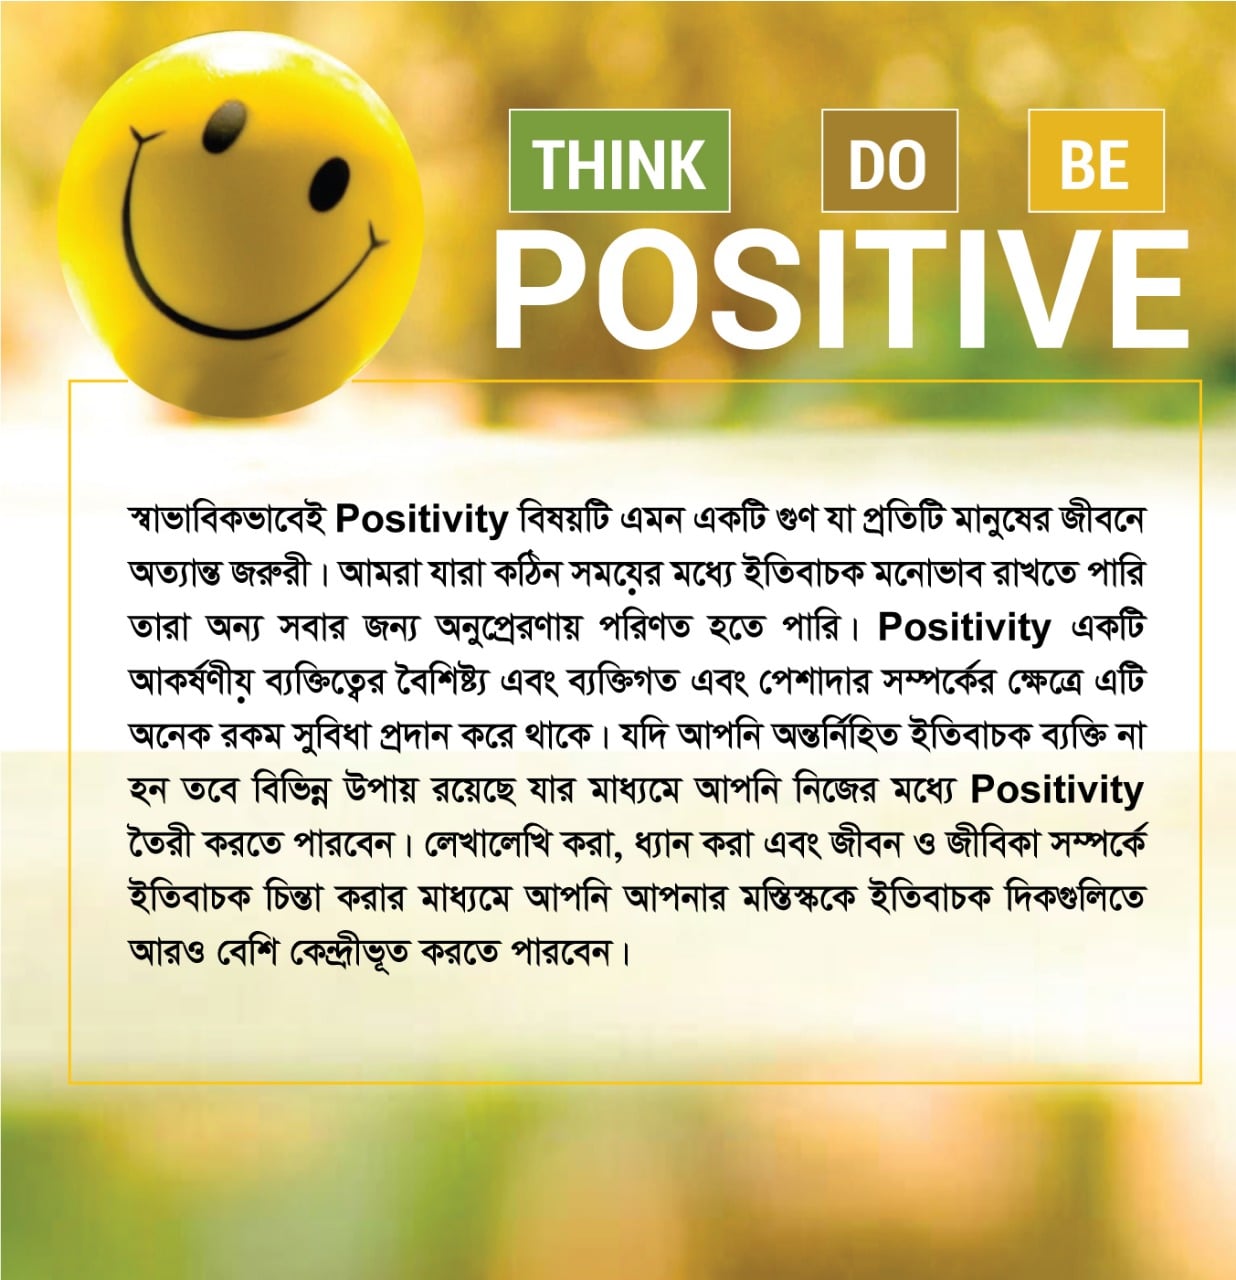 THINK DO BE
POSITIVE
স্বাভাবিকভাবেই Positivity বিষয়টি এমন একটি গুণ যা প্রতিটি মানুষের জীবনে
অত্যান্ত জরুরী। আমরা যারা কঠিন সময়ের মধ্যে ইতিবাচক মনোভাব রাখতে পারি
তারা অন্য সবার জন্য অনুপ্রেরণায় পরিণত হতে পারি। Positivity একটি
আকর্ষণীয় ব্যক্তিত্বের বৈশিষ্ট্য এবং ব্যক্তিগত এবং পেশাদার সম্পর্কের ক্ষেত্রে এটি
অনেক রকম সুবিধা প্রদান করে থাকে। যদি আপনি অন্তর্নিহিত ইতিবাচক ব্যক্তি না
হন তবে বিভিন্ন উপায় রয়েছে যার মাধ্যমে আপনি নিজের মধ্যে Positivity
তৈরী করতে পারবেন। লেখালেখি করা, ধ্যান করা এবং জীবন ও জীবিকা সম্পর্কে
ইতিবাচক চিন্তা করার মাধ্যমে আপনি আপনার মস্তিস্ককে ইতিবাচক দিকগুলিতে
আরও বেশি কেন্দ্রীভূত করতে পারবেন।